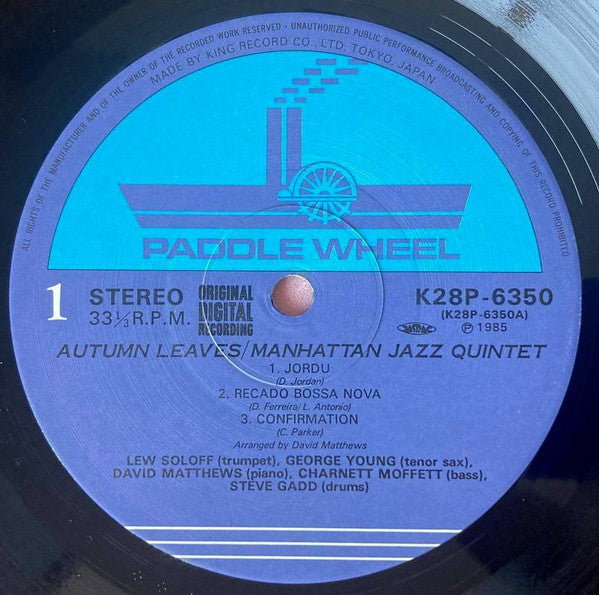 ALL RIGHTS OF THE MANUFACTURER AND OF THE OWNER OF THE RECORDED WORK RESERVED · UNAUTHORIZED PUBLIC PERFORMANCE BROADCASTING AND COPYING OF THIS RECORD PROHIBITED
MADE BY KING RECORD CO., LTD, TOKYO, JAPAN
PADDLE WHEEL
1
STEREO
33⅓ R.P.M.
ORIGINAL
DIGITAL
RECORDING
K28P-6350
(K28P-6350A)
Ⓟ 1985
AUTUMN LEAVES/MANHATTAN JAZZ QUINTET
1. JORDU
(D. Jordan)
2. RECADO BOSSA NOVA
(D. Ferreira/L. Antonio)
3. CONFIRMATION
(C. Parker)
Arranged by David Matthews
LEW SOLOFF (trumpet), GEORGE YOUNG (tenor sax),
DAVID MATTHEWS (piano), CHARNETT MOFFETT (bass),
STEVE GADD (drums)